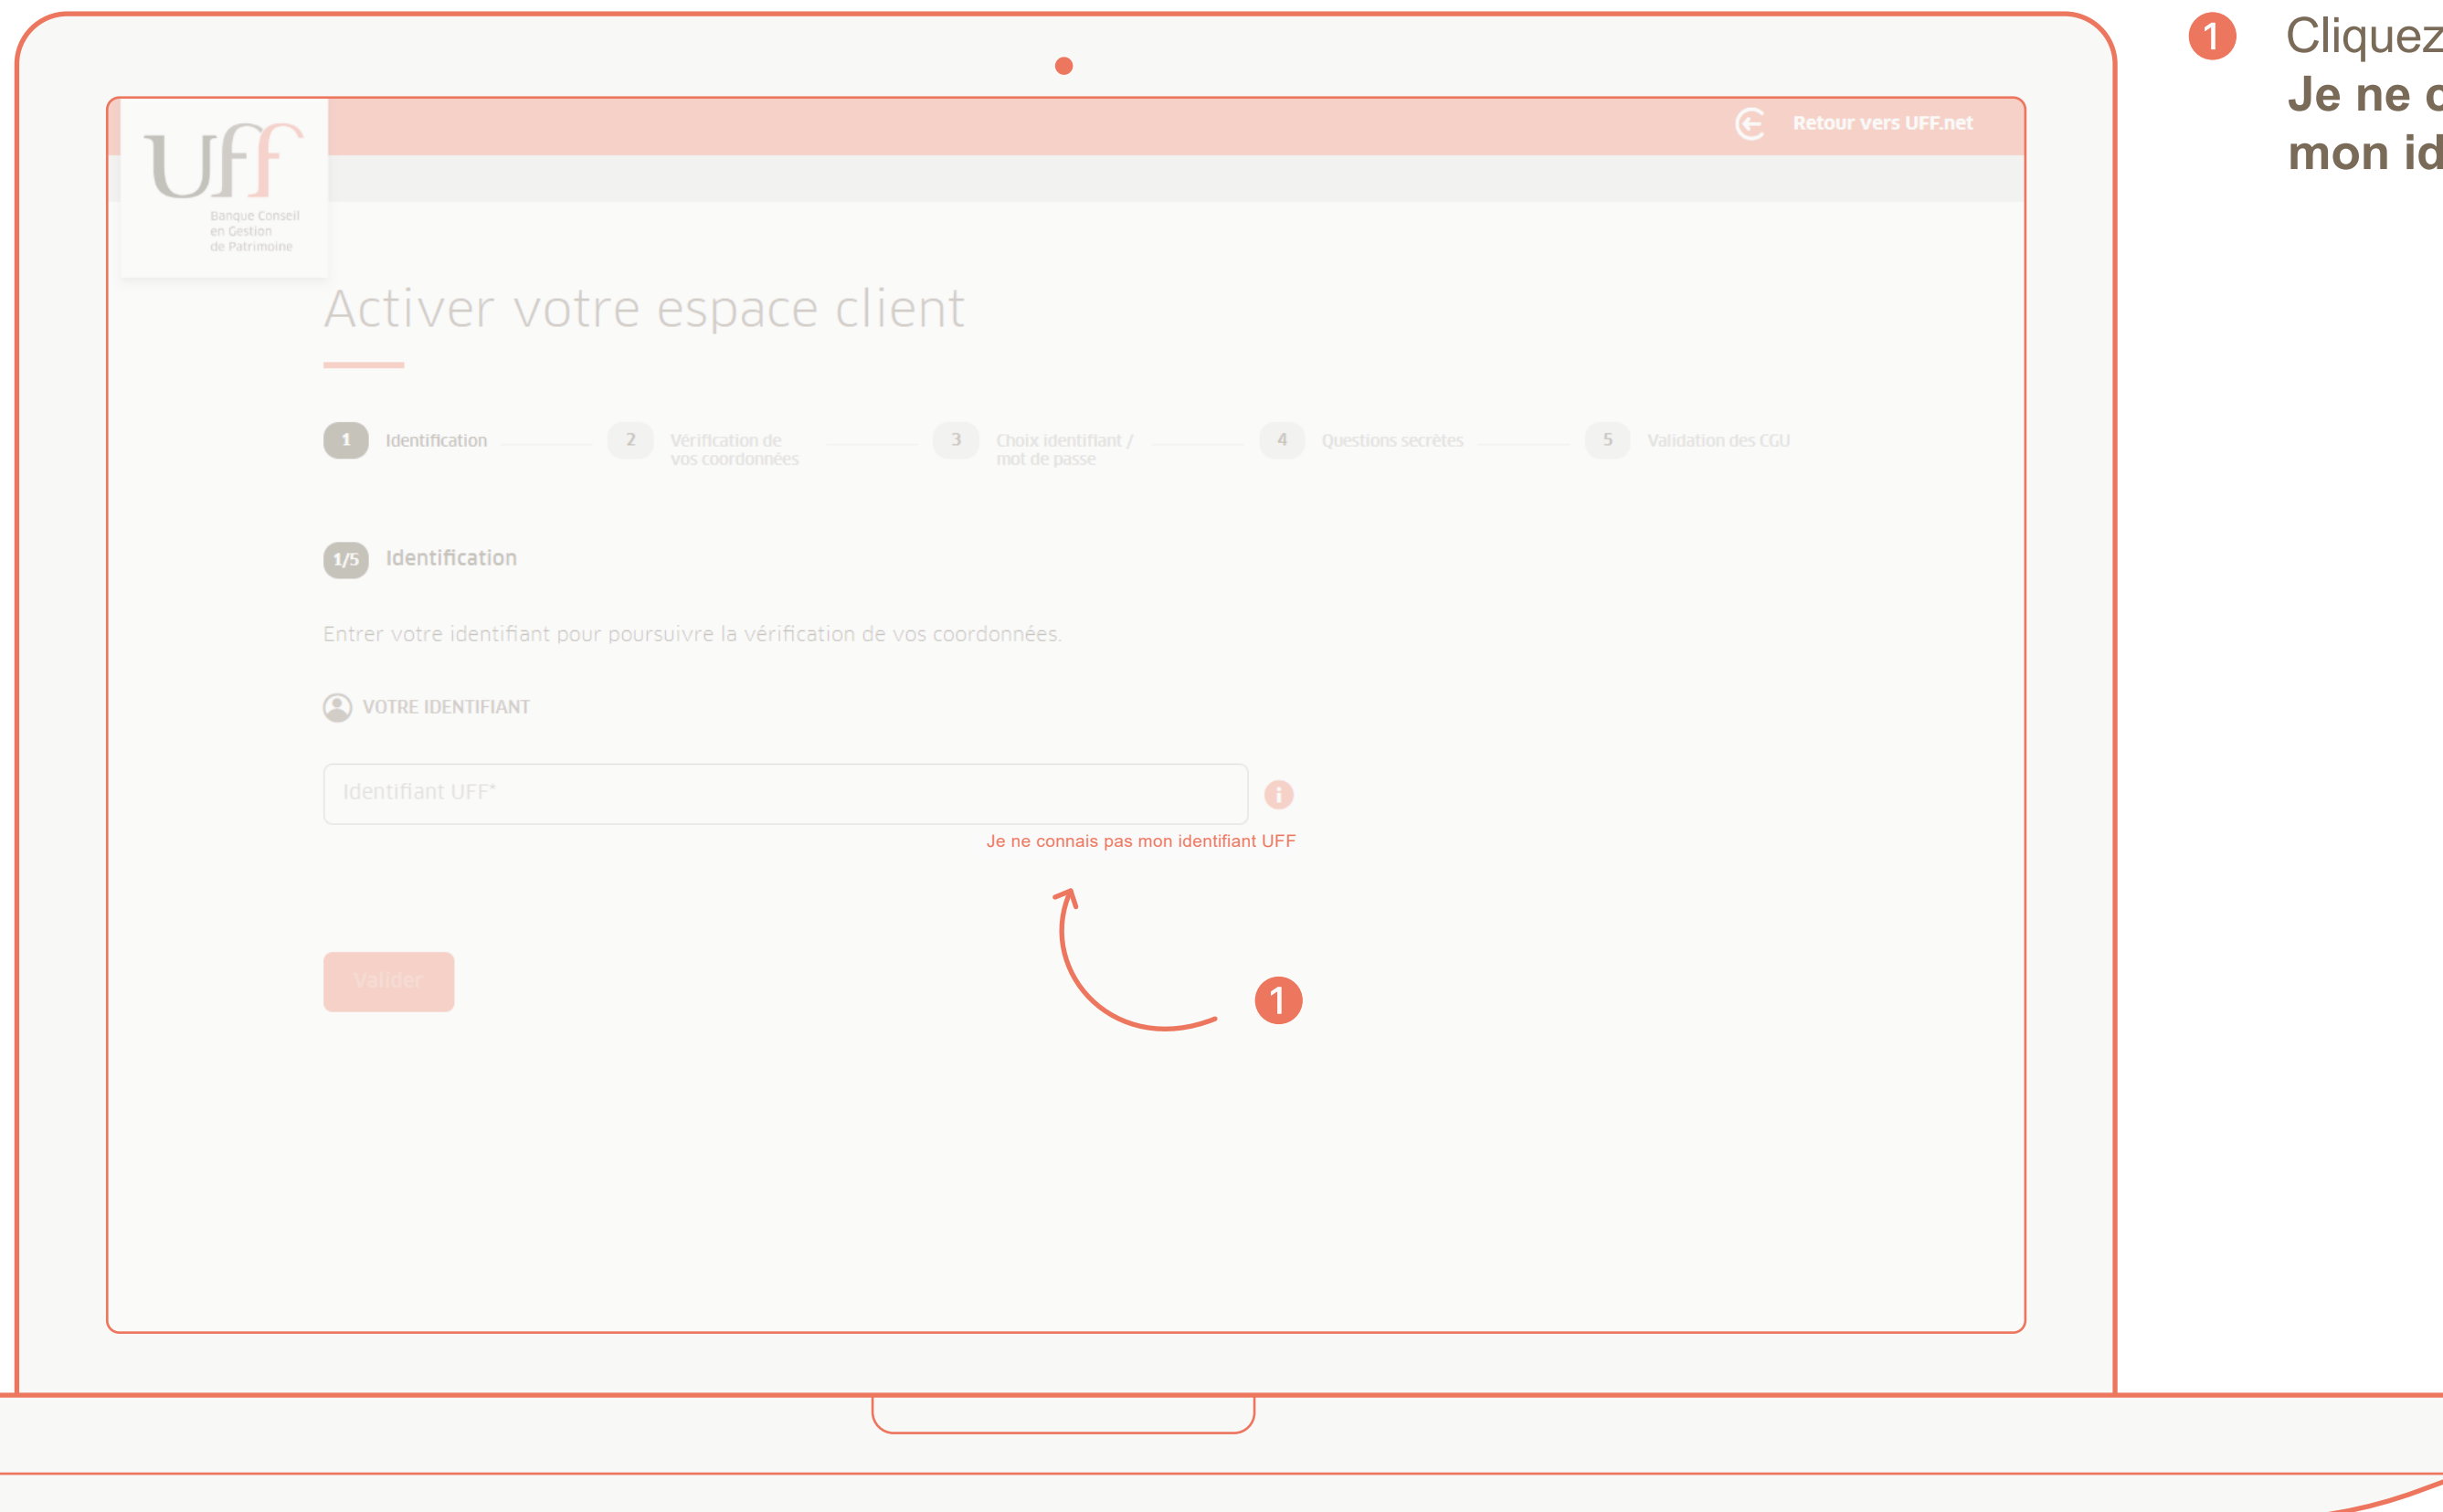 1 Cliquez
Je ne c
mon id
Retour vers UFF.net
Uff
Banque Conseil
en Gestion
de Patrimoine
Activer votre espace client
1 Identification
2 Vérification de
vos coordonnées
3 Choix identifiant /
mot de passe
4 Questions secrètes
5 Validation des CGU
1/5 Identification
Entrer votre identifiant pour poursuivre la vérification de vos coordonnées.
VOTRE IDENTIFIANT
Identifiant UFF*
Je ne connais pas mon identifiant UFF
Valider
1